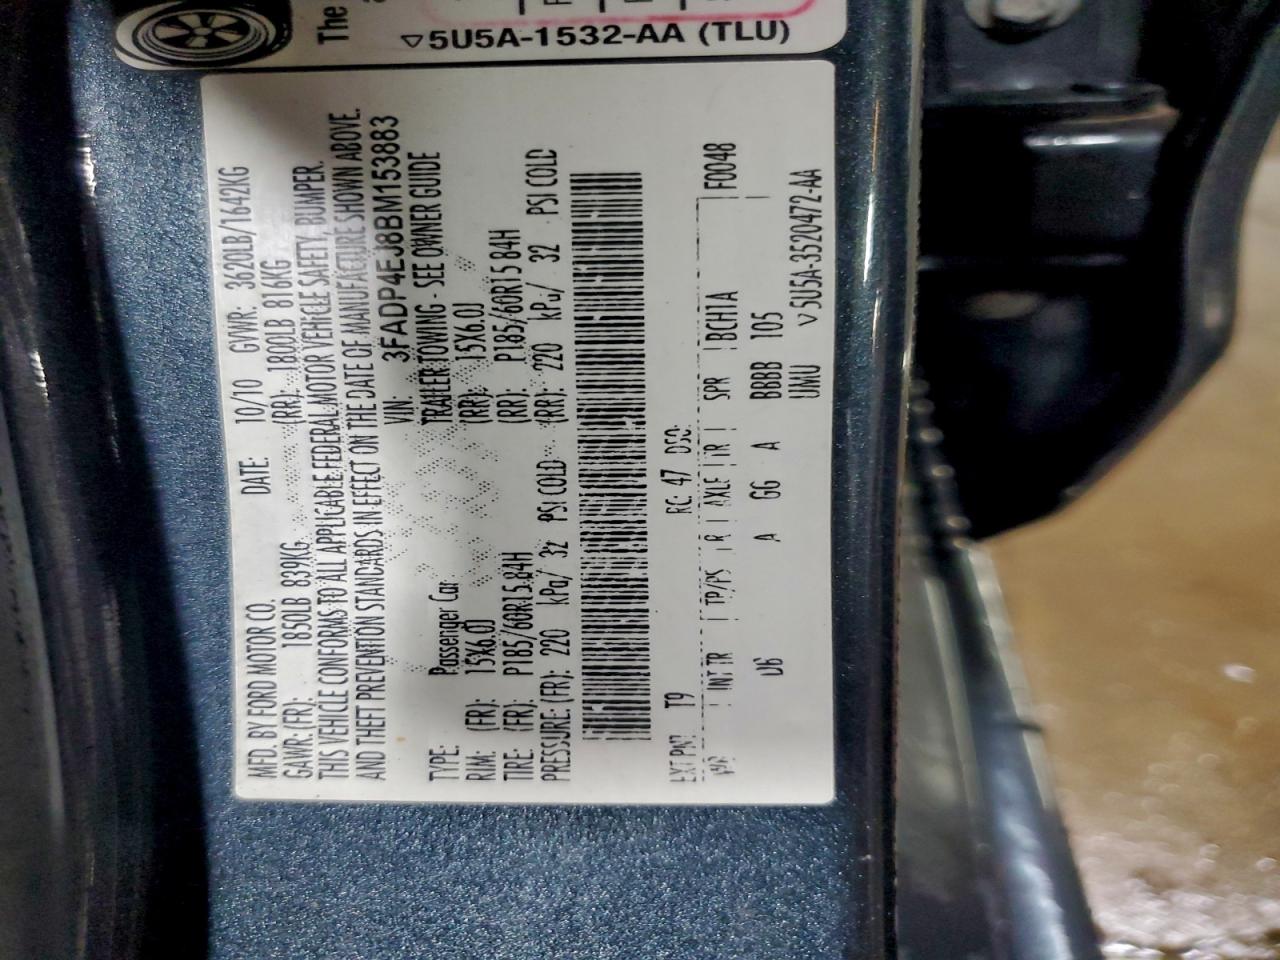 The
5U5A-1532-AA (TLU)
MFD. BY FORD MOTOR CO. DATE: 10/10 GVWR: 3620LB/1642KG
GAWR: (FR): 1850LB 839KG (RR): 1800LB 816KG
THIS VEHICLE CONFORMS TO ALL APPLICABLE FEDERAL MOTOR VEHICLE SAFETY, BUMPER,
AND THEFT PREVENTION STANDARDS IN EFFECT ON THE DATE OF MANUFACTURE SHOWN ABOVE.
VIN: 3FADP4EJ8BM153883
TYPE: Passenger Car TRAILER TOWING - SEE OWNER GUIDE
RIM: (FR): 15X6.0J (RR): 15X6.0J
TIRE: (FR): P185/60R15 84H (RR): P185/60R15 84H
PRESSURE: (FR): 220 kPa/ 32 PSI COLD (RR): 220 kPa/ 32 PSI COLD
EXT PNT T9 RC: 47 DSO:
WB INT TR TP/PS R AXLE TR SPR BCH1A F0048
U6 A GG A BBBB 105
UMU 5U5A-3520472-AA